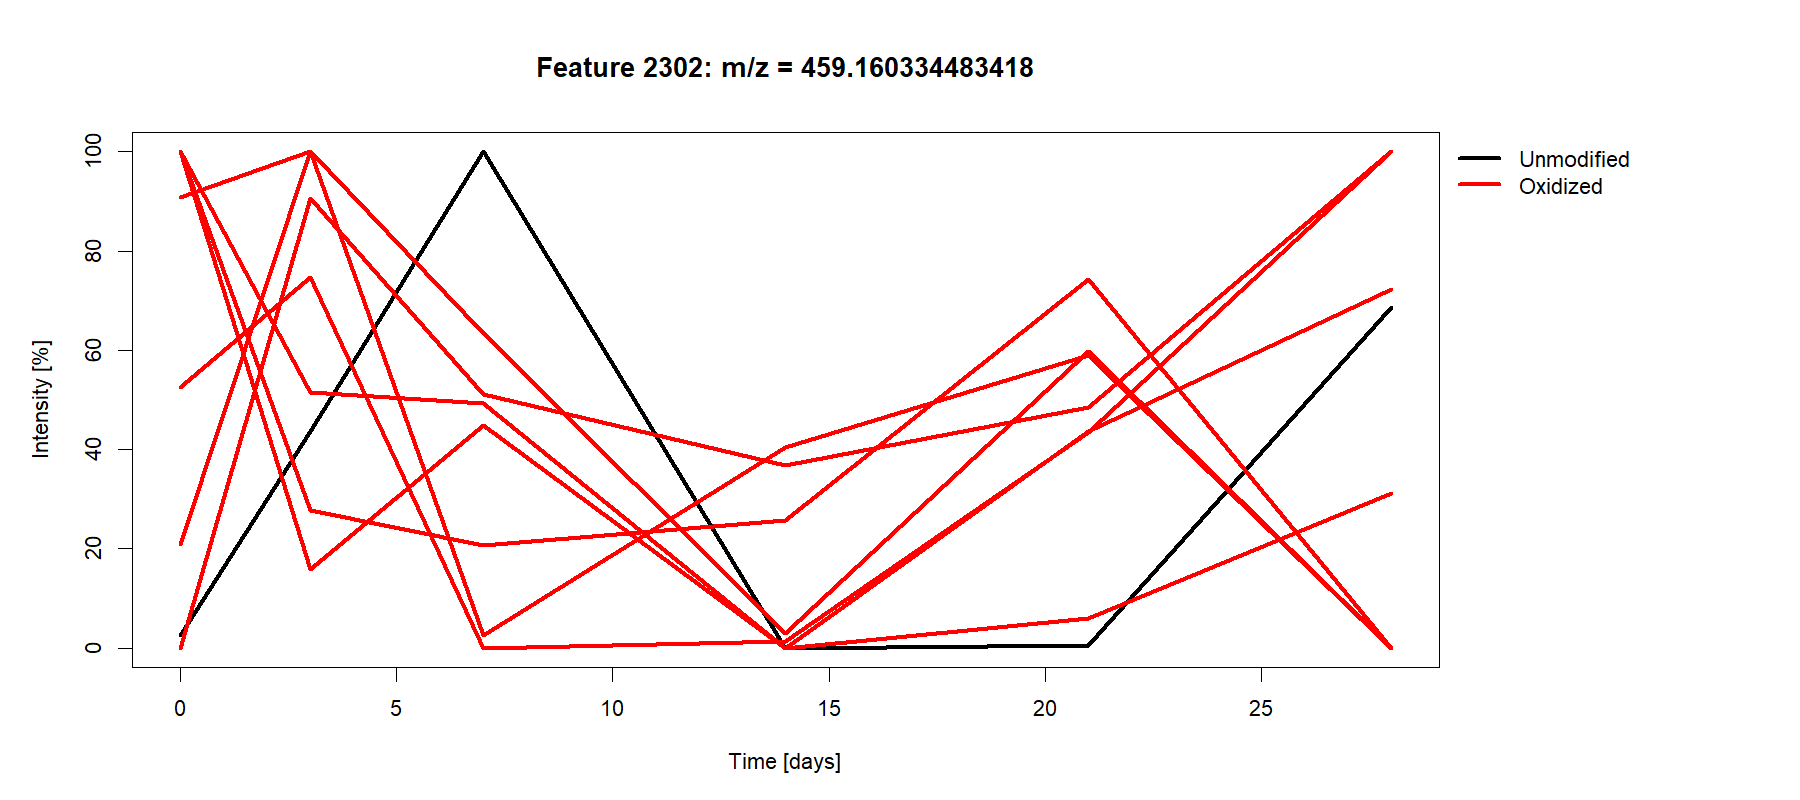 Feature 2302: m/z = 459.160334483418
Unmodified
Oxidized
100
80
60
40
20
0
Intensity [%]
0 5 10 15 20 25
Time [days]